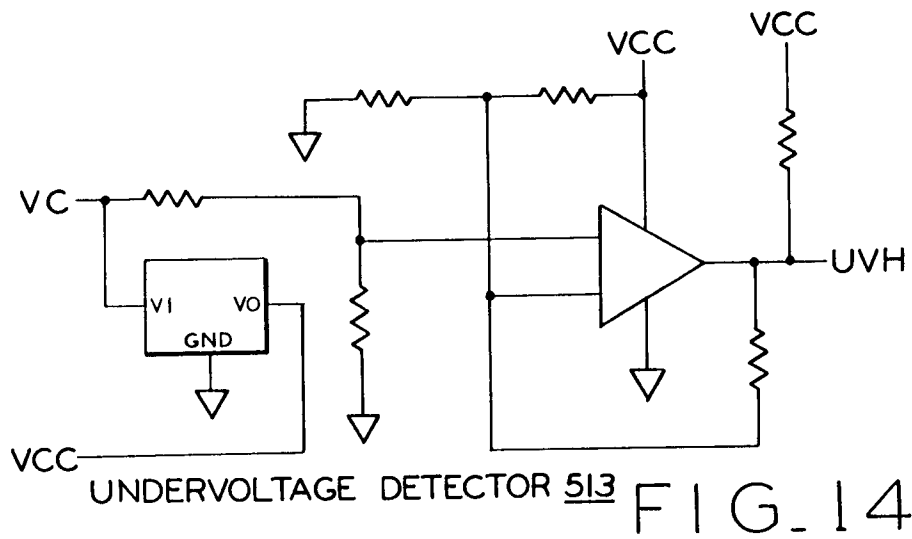 VCC
VCC
VC
VI
VO
GND
UVH
VCC
UNDERVOLTAGE DETECTOR 513
FIG_14